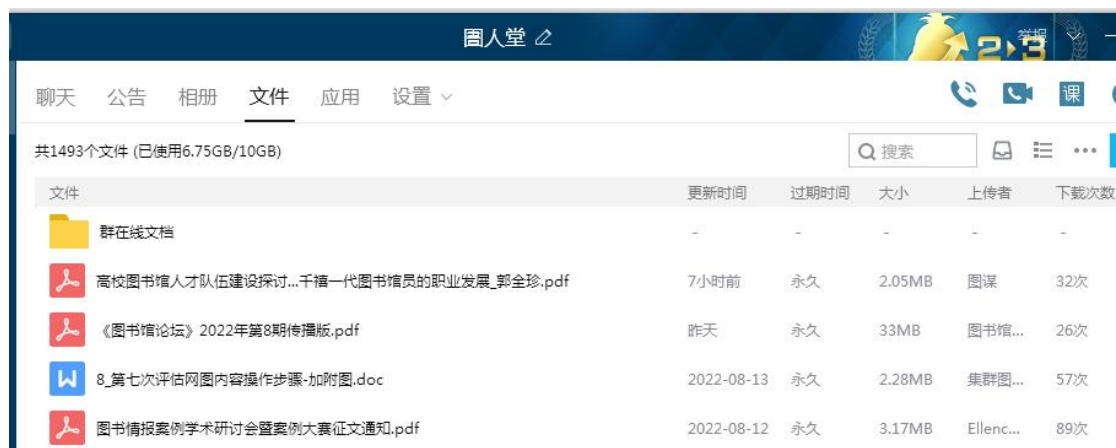 圕人堂
举报
2 3
聊天 公告 相册 文件 应用 设置
课
共1493个文件 (已使用6.75GB/10GB)
搜索
文件 更新时间 过期时间 大小 上传者 下载次数
群在线文档 - - - - -
高校图书馆人才队伍建设探讨...千禧一代图书馆员的职业发展_郭全珍.pdf 7小时前 永久 2.05MB 图谋 32次
《图书馆论坛》2022年第8期传播版.pdf 昨天 永久 33MB 图书馆... 26次
8_第七次评估网图内容操作步骤-加附图.doc 2022-08-13 永久 2.28MB 集群图... 57次
图书情报案例学术研讨会暨案例大赛征文通知.pdf 2022-08-12 永久 3.17MB Ellenc... 89次